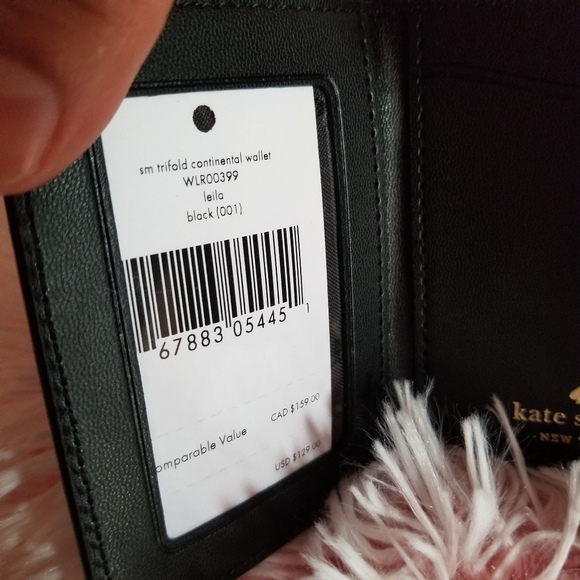 sm trifold continental wallet
WLR00399
leila
black (001)
67883 05445 1
CAD $159.00
omparable Value
USD $129.00
kate s
NEW